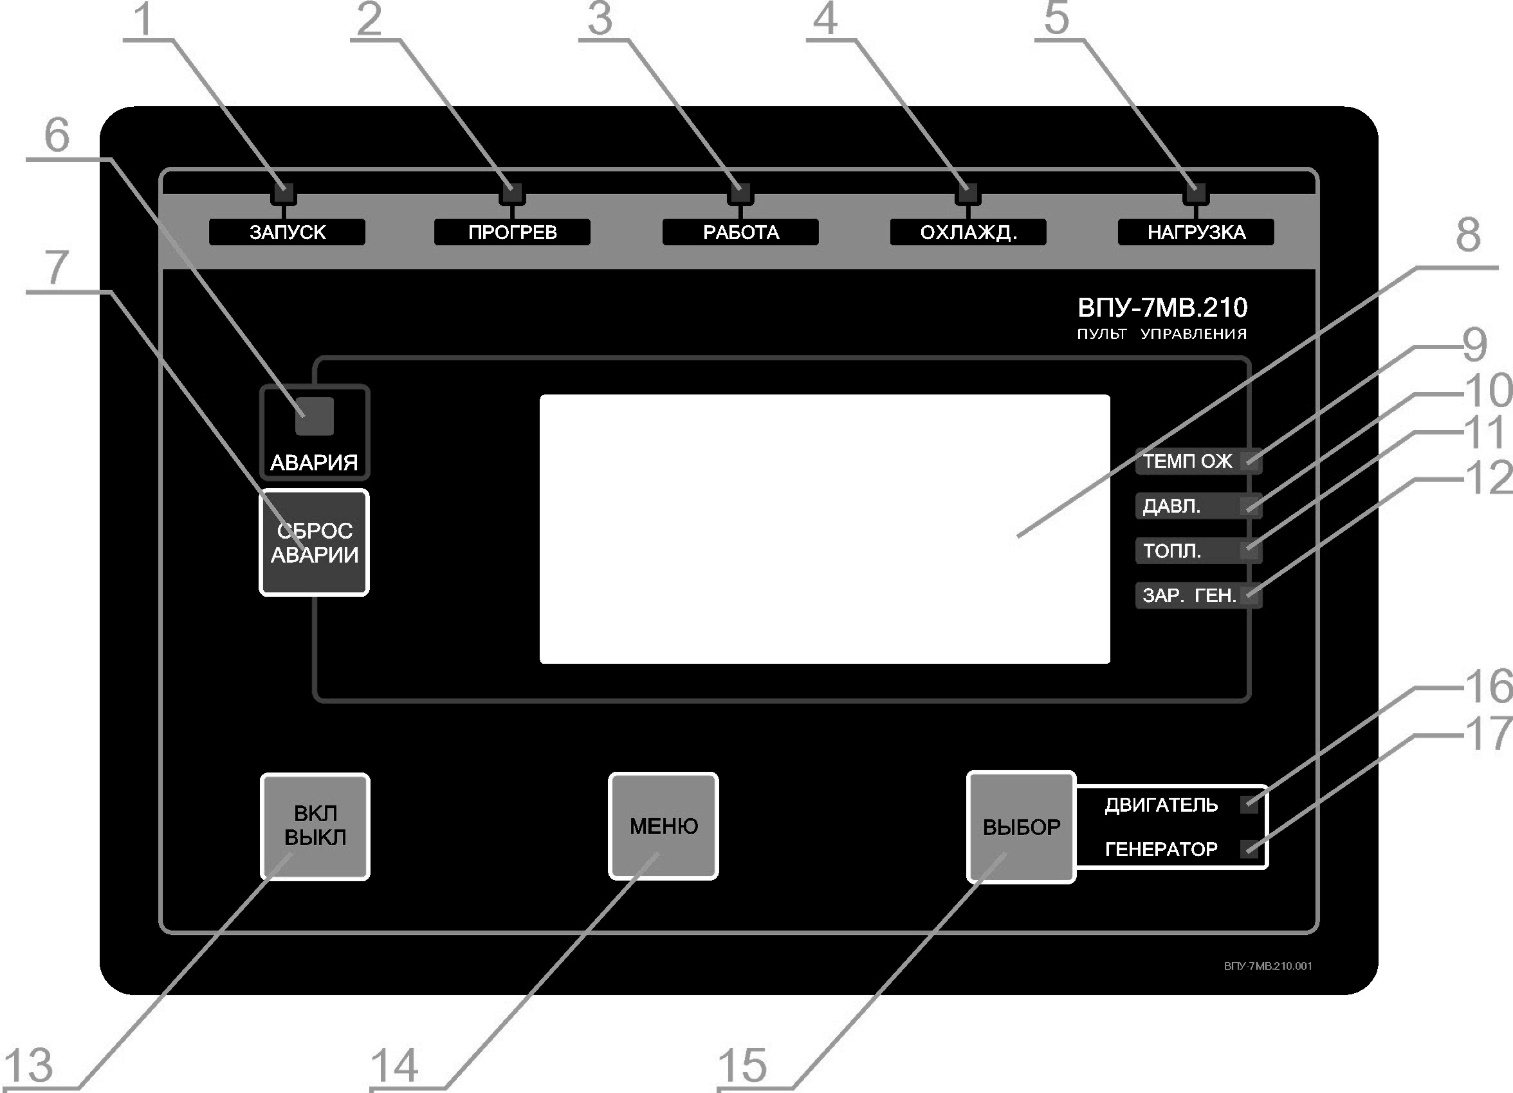 1 2 3 4 5
6
ЗАПУСК ПРОГРЕВ РАБОТА ОХЛАЖД. НАГРУЗКА
7
8
ВПУ-7МВ.210
ПУЛЬТ УПРАВЛЕНИЯ
9
10
11
12
АВАРИЯ
СБРОС
АВАРИИ
ТЕМП ОЖ
ДАВЛ.
ТОПЛ.
ЗАР. ГЕН.
16
17
ВКЛ
ВЫКЛ
МЕНЮ
ВЫБОР
ДВИГАТЕЛЬ
ГЕНЕРАТОР
ВПУ-7МВ.210.001
13 14 15